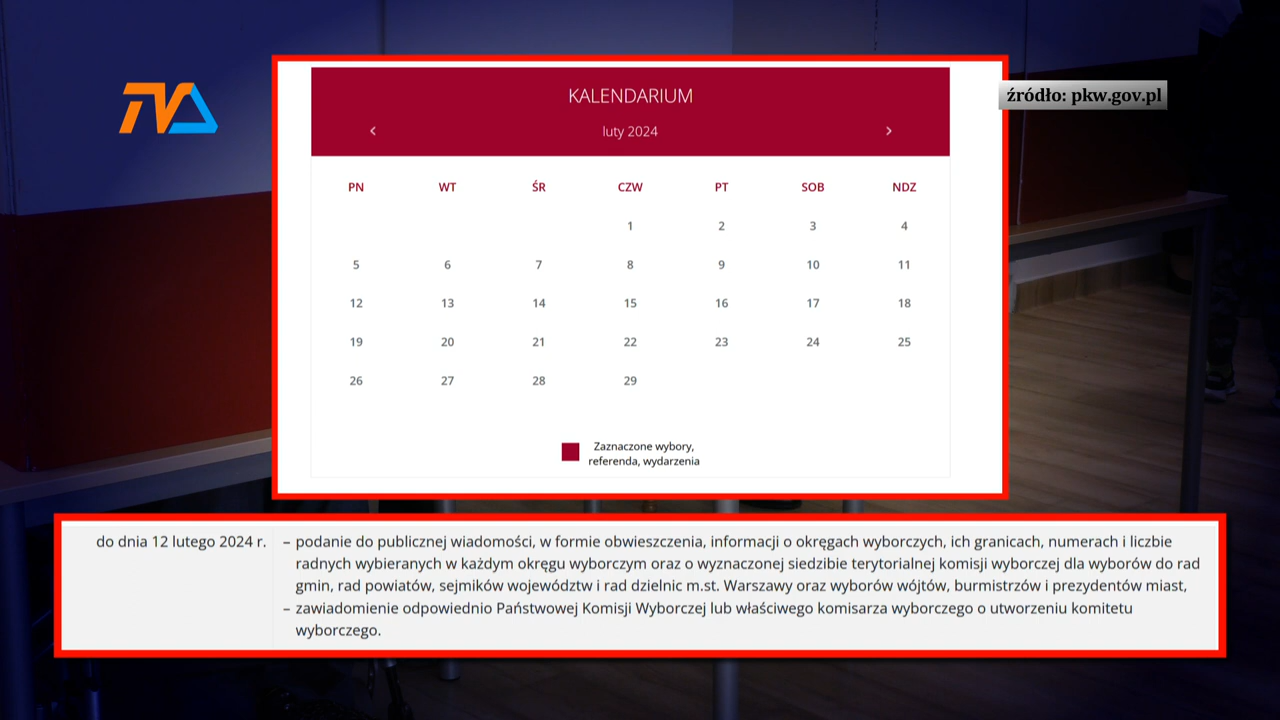 TVA
KALENDARIUM
źródło: pkw.gov.pl
< luty 2024 >
PN WT ŚR CZW PT SOB NDZ
1 2 3 4
5 6 7 8 9 10 11
12 13 14 15 16 17 18
19 20 21 22 23 24 25
26 27 28 29
Zaznaczone wybory,
referenda, wydarzenia
do dnia 12 lutego 2024 r. – podanie do publicznej wiadomości, w formie obwieszczenia, informacji o okręgach wyborczych, ich granicach, numerach i liczbie
radnych wybieranych w każdym okręgu wyborczym oraz o wyznaczonej siedzibie terytorialnej komisji wyborczej dla wyborów do rad
gmin, rad powiatów, sejmików województw i rad dzielnic m.st. Warszawy oraz wyborów wójtów, burmistrzów i prezydentów miast,
– zawiadomienie odpowiednio Państwowej Komisji Wyborczej lub właściwego komisarza wyborczego o utworzeniu komitetu
wyborczego.